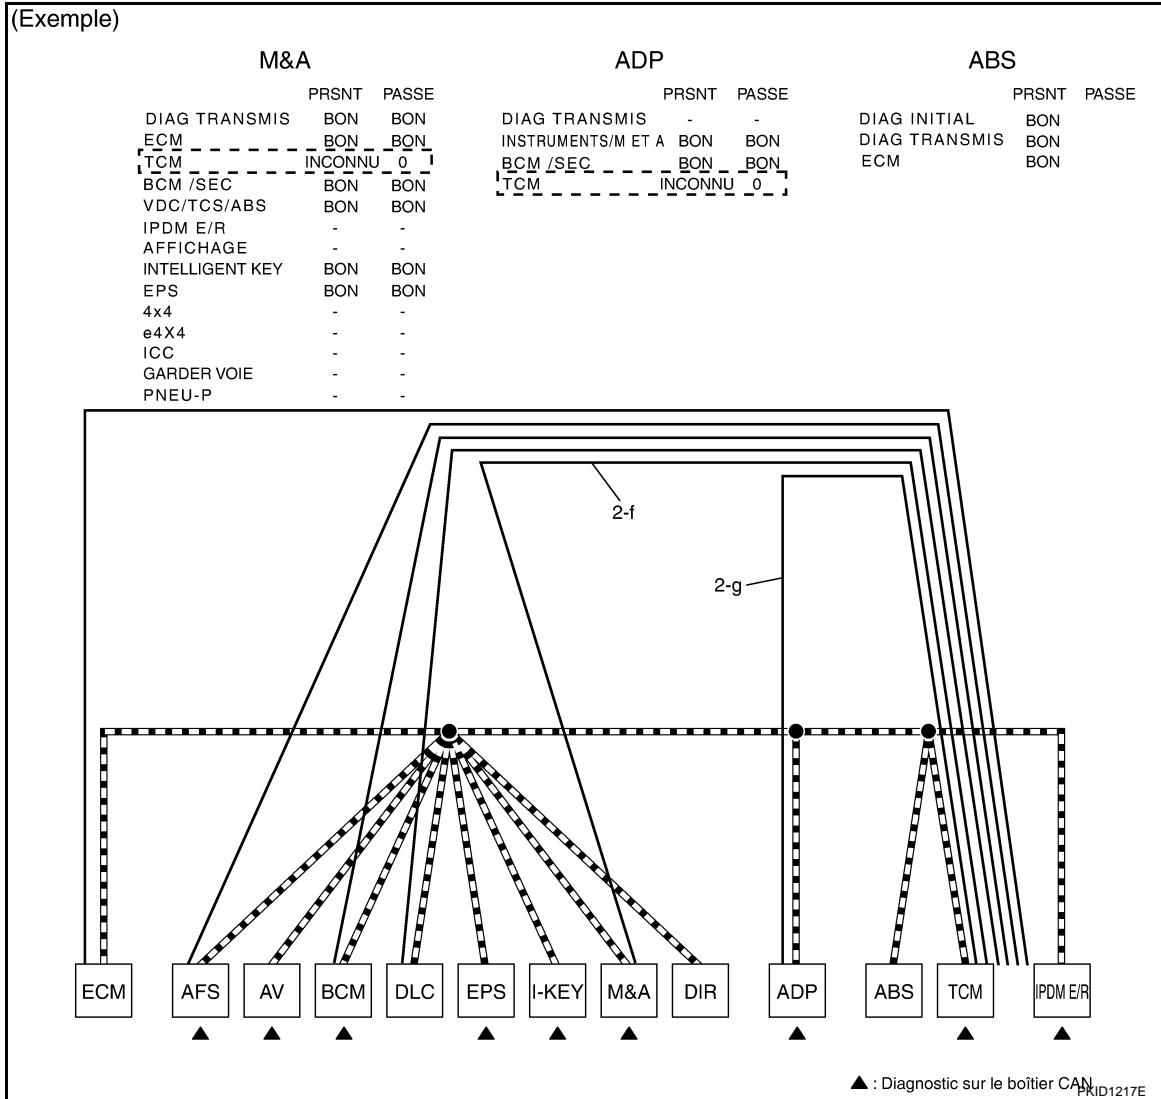 (Exemple)
M&A ADP ABS
PRSNT PASSE PRSNT PASSE PRSNT PASSE
DIAG TRANSMIS BON BON DIAG TRANSMIS - - DIAG INITIAL BON
ECM BON BON INSTRUMENTS/M ET A BON BON DIAG TRANSMIS BON
TCM INCONNU 0 BCM /SEC BON BON ECM BON
BCM /SEC BON BON TCM INCONNU 0
VDC/TCS/ABS BON BON
IPDM E/R - -
AFFICHAGE - -
INTELLIGENT KEY BON BON
EPS BON BON
4x4 - -
e4X4 - -
ICC - -
GARDER VOIE - -
PNEU-P - -
2-f
2-g
ECM AFS AV BCM DLC EPS I-KEY M&A DIR ADP ABS TCM IPDM E/R
▲ : Diagnostic sur le boîtier CAN
PKID1217E